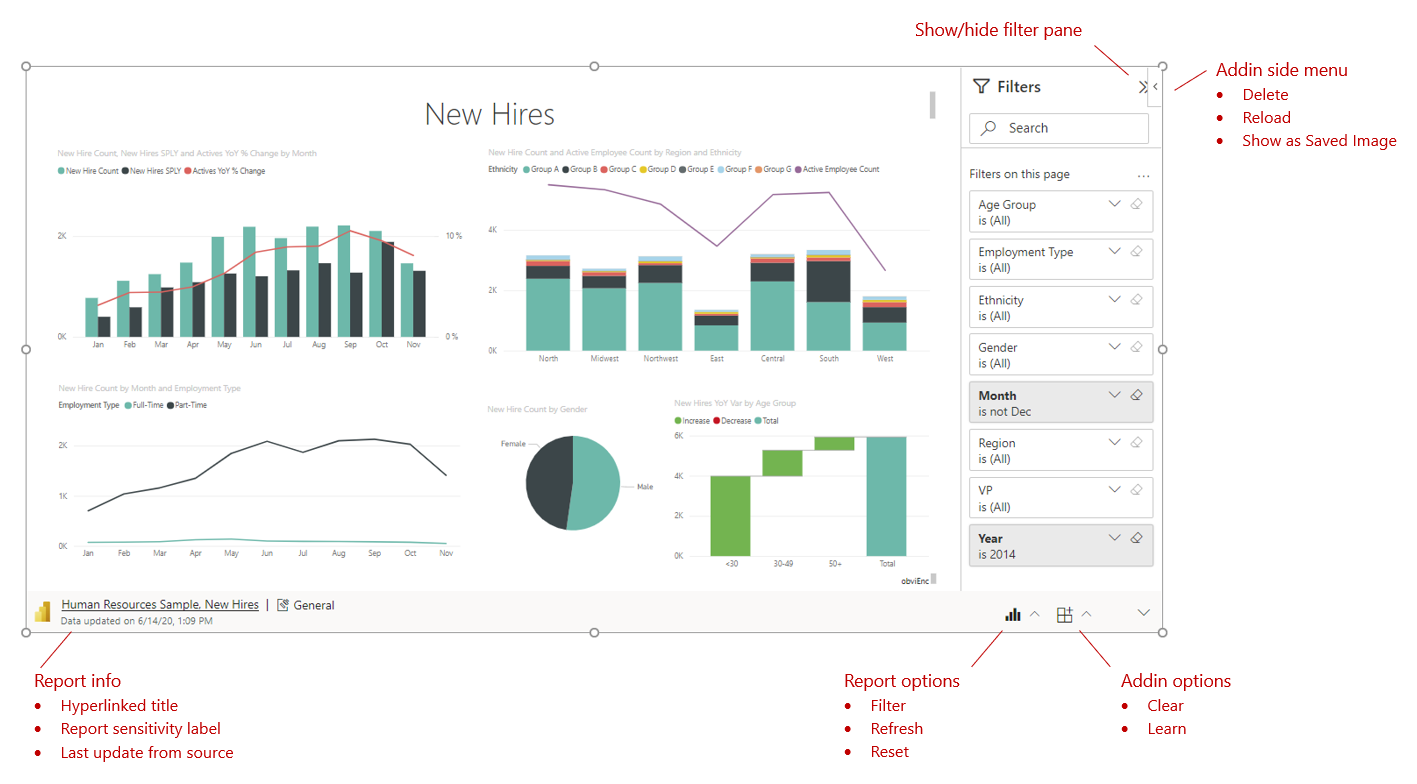 Show/hide filter pane
Addin side menu
• Delete
• Reload
• Show as Saved Image
New Hires
Filters
Search
Filters on this page
...
Age Group
is (All)
Employment Type
is (All)
Ethnicity
is (All)
Gender
is (All)
Month
is not Dec
Region
is (All)
VP
is (All)
Year
is 2014
New Hire Count, New Hires SPLY and Actives YoY % Change by Month
New Hire Count New Hires SPLY Actives YoY % Change
2K
0K
10 %
0 %
Jan Feb Mar Apr May Jun Jul Aug Sep Oct Nov
New Hire Count and Active Employee Count by Region and Ethnicity
Ethnicity Group A Group B Group C Group D Group E Group F Group G Active Employee Count
4K
2K
0K
North Midwest Northwest East Central South West
New Hire Count by Month and Employment Type
Employment Type Full-Time Part-Time
2K
1K
0K
Jan Feb Mar Apr May Jun Jul Aug Sep Oct Nov
New Hire Count by Gender
Female
Male
New Hires YoY Var by Age Group
Increase Decrease Total
6K
4K
2K
0K
<30 30-49 50+ Total
obviEnc
Human Resources Sample, New Hires | General
Data updated on 6/14/20, 1:09 PM
Report info
• Hyperlinked title
• Report sensitivity label
• Last update from source
Report options
• Filter
• Refresh
• Reset
Addin options
• Clear
• Learn